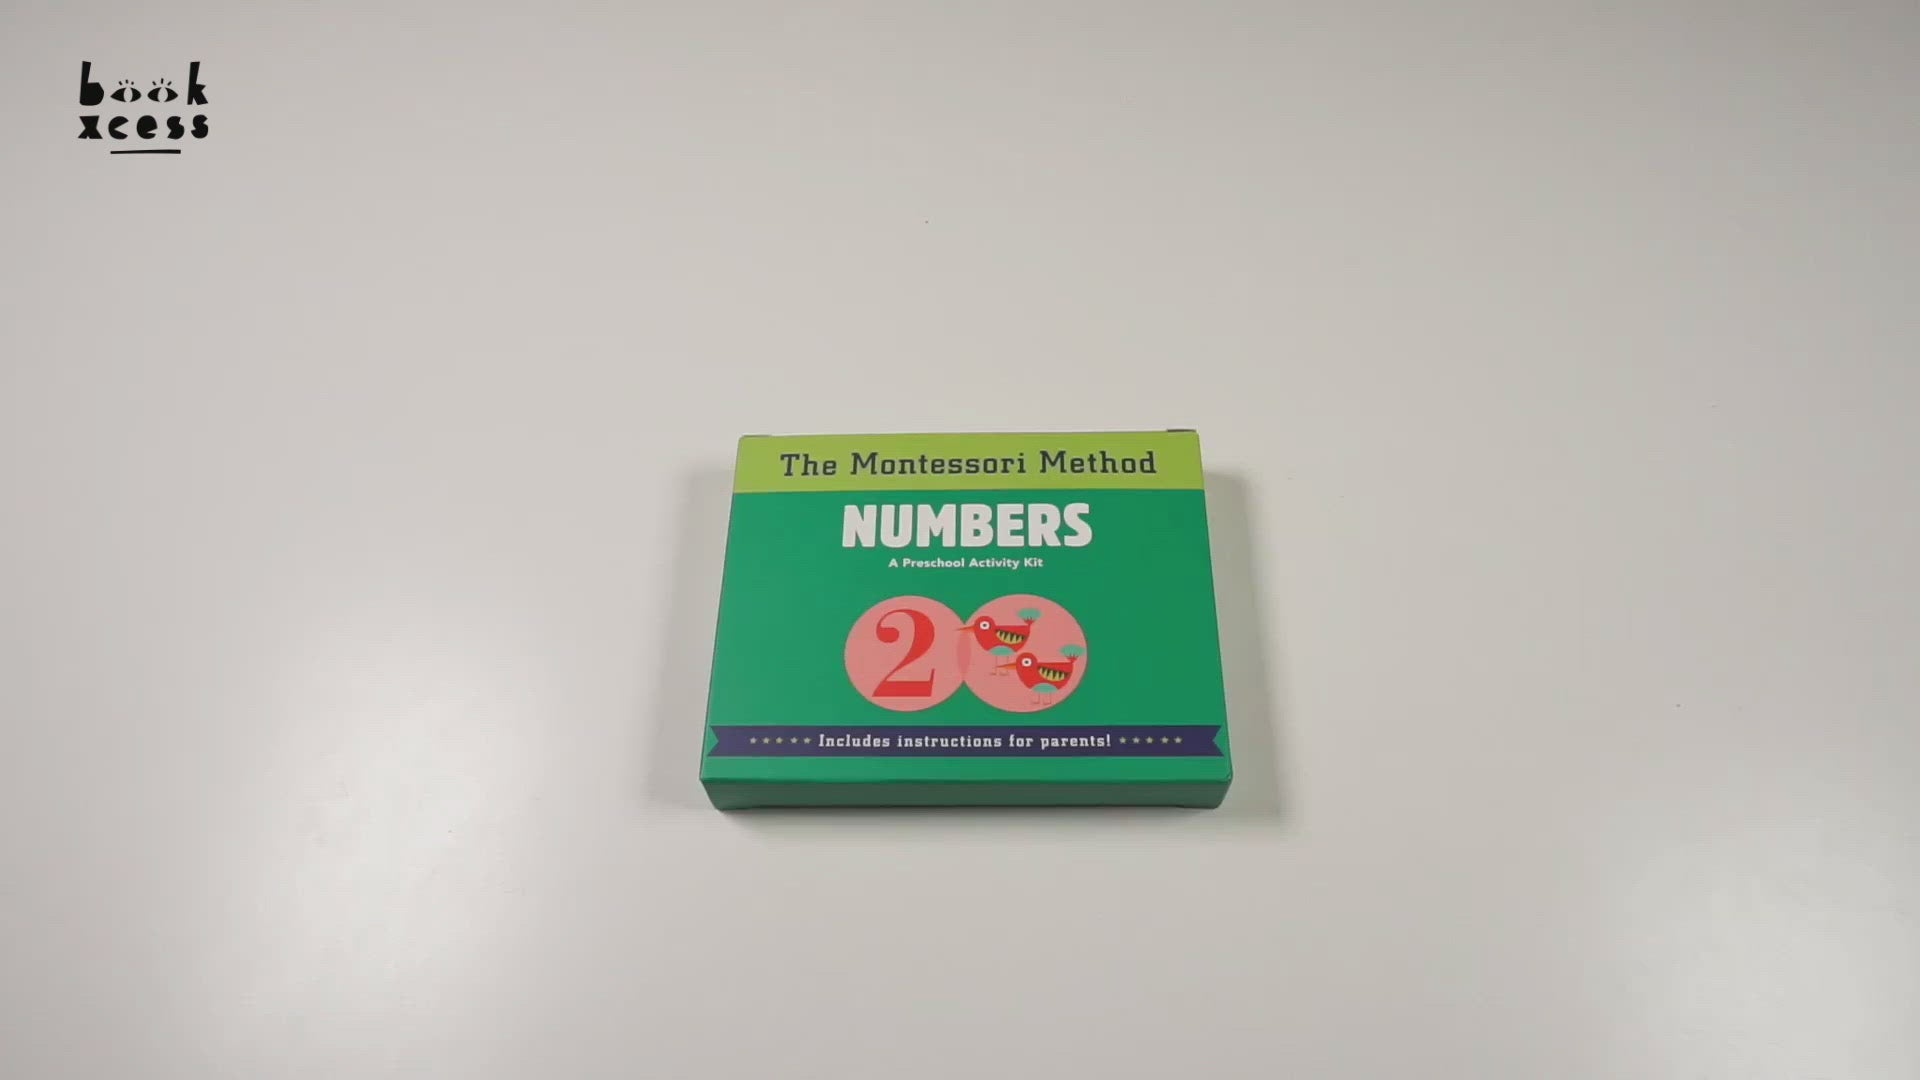 book
xcess
The Montessori Method
NUMBERS
A Preschool Activity Kit
2
Includes instructions for parents!